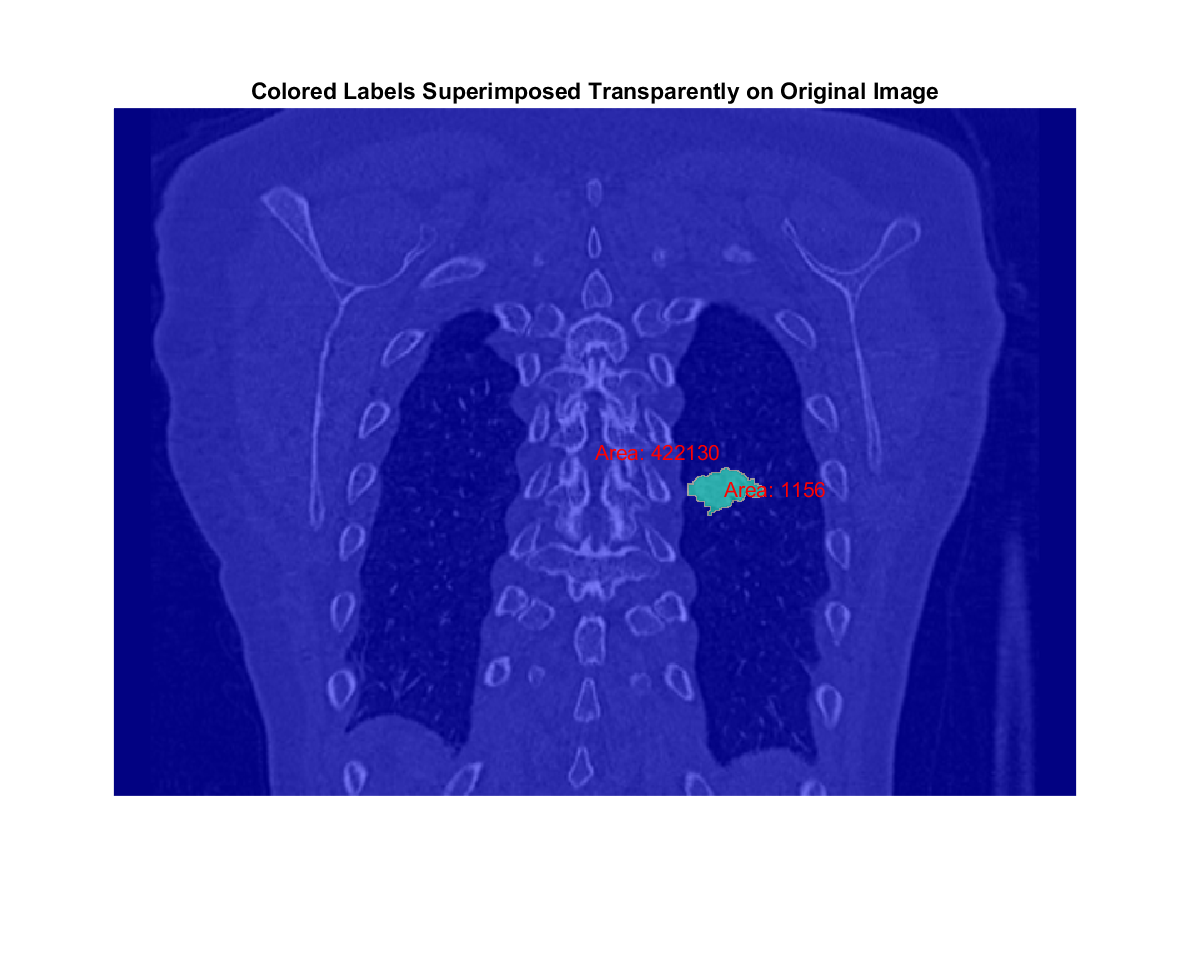 Colored Labels Superimposed Transparently on Original Image
Area: 422130
Area: 1156